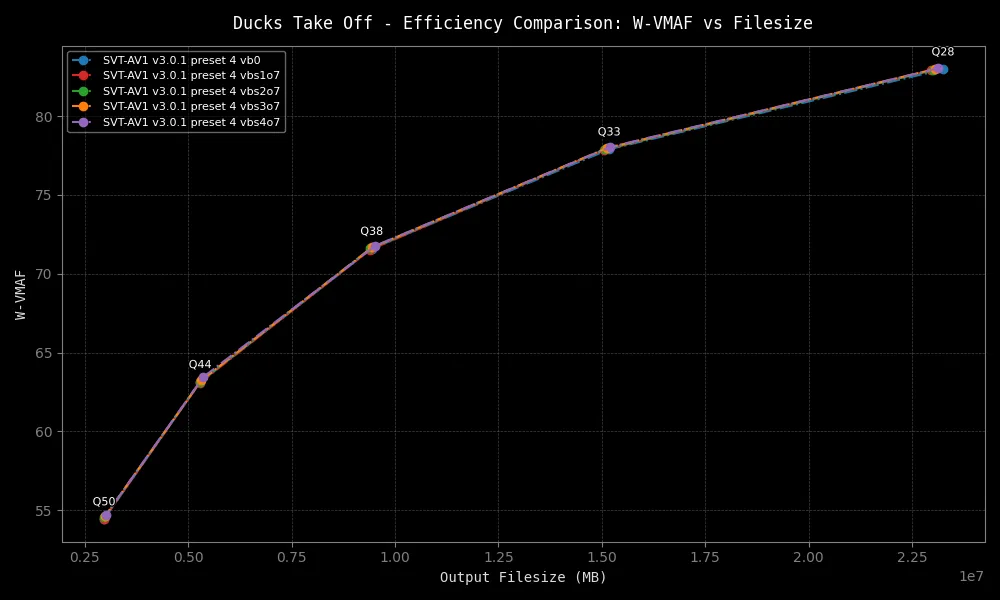 Ducks Take Off - Efficiency Comparison: W-VMAF vs Filesize
SVT-AV1 v3.0.1 preset 4 vb0
SVT-AV1 v3.0.1 preset 4 vbs1o7
SVT-AV1 v3.0.1 preset 4 vbs2o7
SVT-AV1 v3.0.1 preset 4 vbs3o7
SVT-AV1 v3.0.1 preset 4 vbs4o7
Q28
Q33
Q38
Q44
Q50
W-VMAF
80
75
70
65
60
55
0.25 0.50 0.75 1.00 1.25 1.50 1.75 2.00 2.25
1e7
Output Filesize (MB)